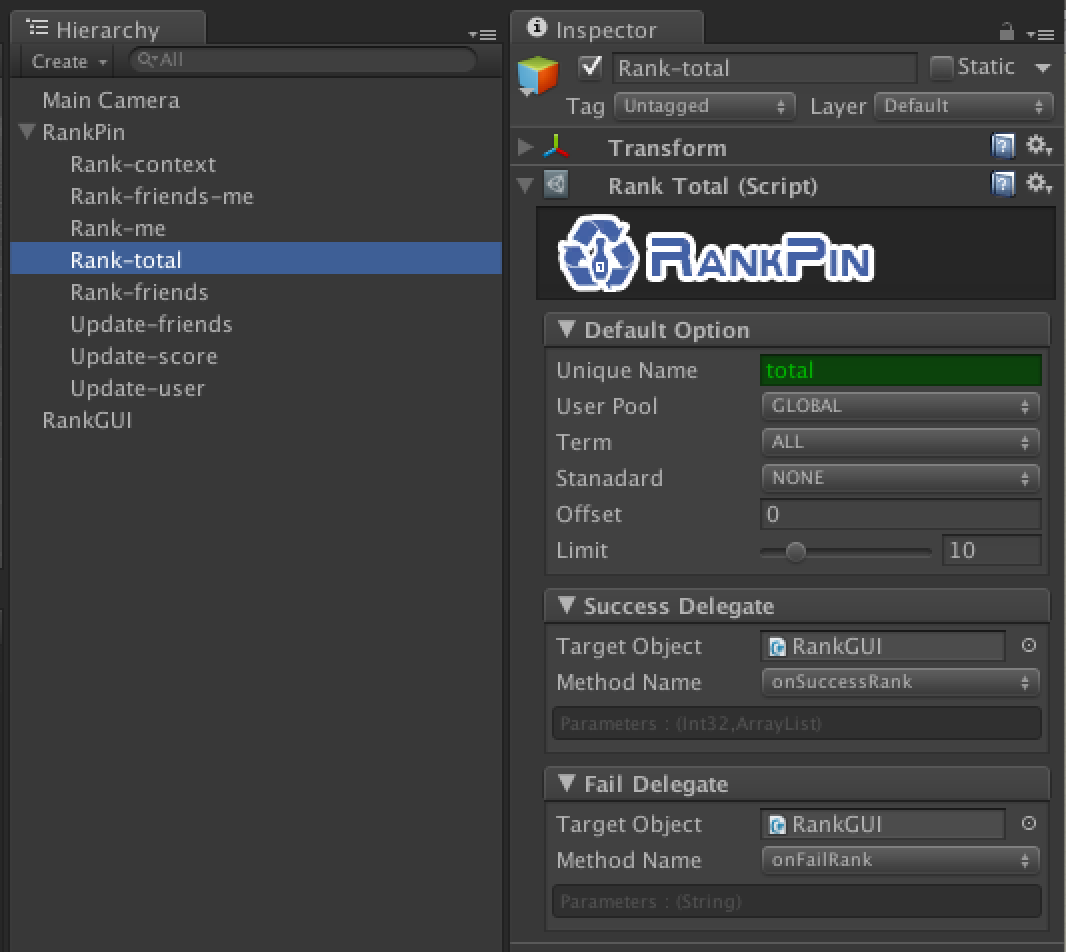 Hierarchy
Create
All
Main Camera
RankPin
Rank-context
Rank-friends-me
Rank-me
Rank-total
Rank-friends
Update-friends
Update-score
Update-user
RankGUI
Inspector
Rank-total Static
Tag Untagged Layer Default
Transform
Rank Total (Script)
RANKPIN
Default Option
Unique Name total
User Pool GLOBAL
Term ALL
Stanadard NONE
Offset 0
Limit 10
Success Delegate
Target Object RankGUI
Method Name onSuccessRank
Parameters : (Int32,ArrayList)
Fail Delegate
Target Object RankGUI
Method Name onFailRank
Parameters : (String)